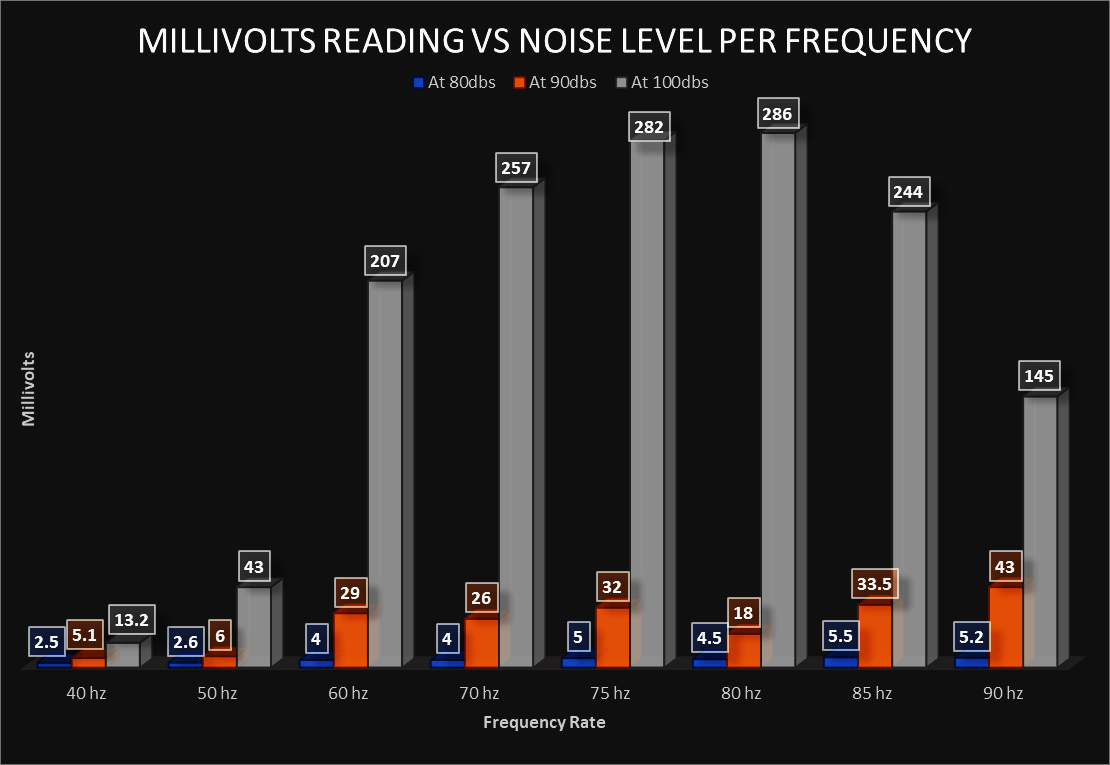 MILLIVOLTS READING VS NOISE LEVEL PER FREQUENCY
At 80dbs At 90dbs At 100dbs
Millivolts
2.5 5.1 13.2
2.6 6 43
4 29 207
4 26 257
5 32 282
4.5 18 286
5.5 33.5 244
5.2 43 145
40 hz 50 hz 60 hz 70 hz 75 hz 80 hz 85 hz 90 hz
Frequency Rate